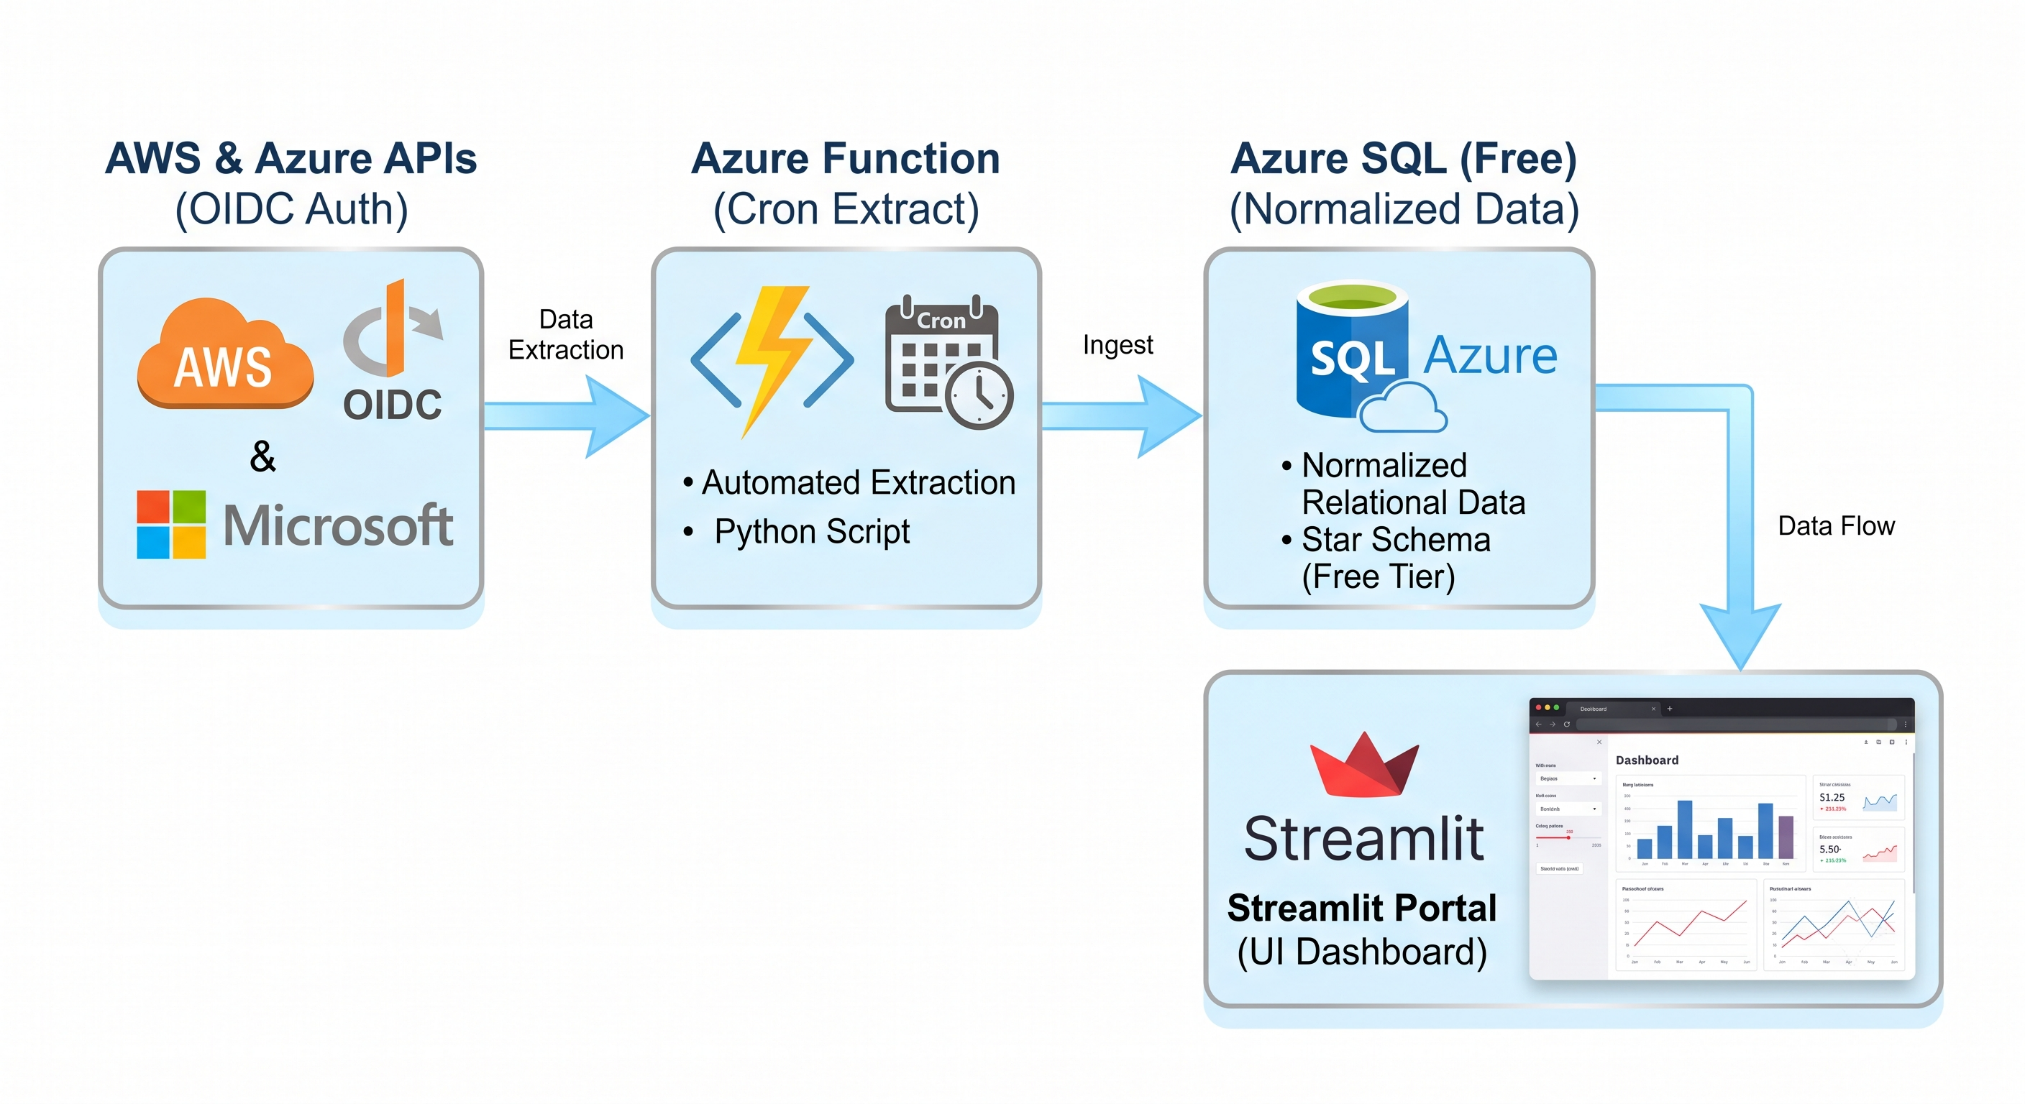 AWS & Azure APIs
(OIDC Auth)
AWS
OIDC
&
Microsoft
Data
Extraction
Azure Function
(Cron Extract)
Cron
• Automated Extraction
• Python Script
Ingest
Azure SQL (Free)
(Normalized Data)
SQL
Azure
• Normalized
Relational Data
• Star Schema
(Free Tier)
Data Flow
Streamlit
Streamlit Portal
(UI Dashboard)
Dashboard
Dashboard
51.25
5.50